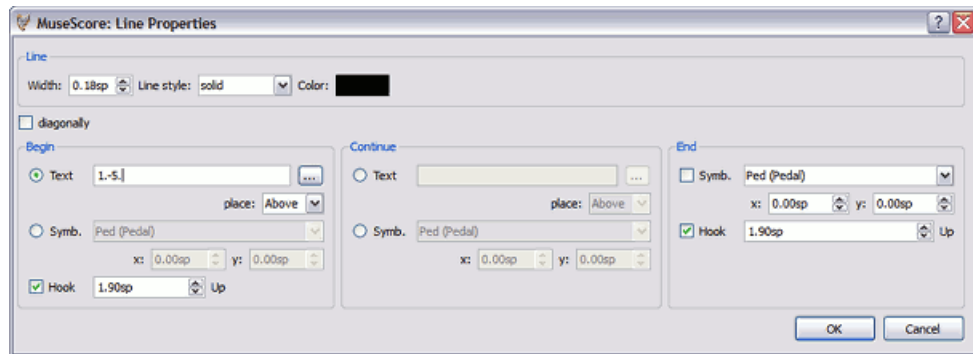 MuseScore: Line Properties
Line
Width: 0.18sp Line style: solid Color:
diagonally
Begin
Text 1.-5.
...
place: Above
Symb. Ped (Pedal)
x: 0.00sp y: 0.00sp
Hook 1.90sp Up
Continue
Text
...
place: Above
Symb. Ped (Pedal)
x: 0.00sp y: 0.00sp
End
Symb. Ped (Pedal)
x: 0.00sp y: 0.00sp
Hook 1.90sp Up
OK Cancel